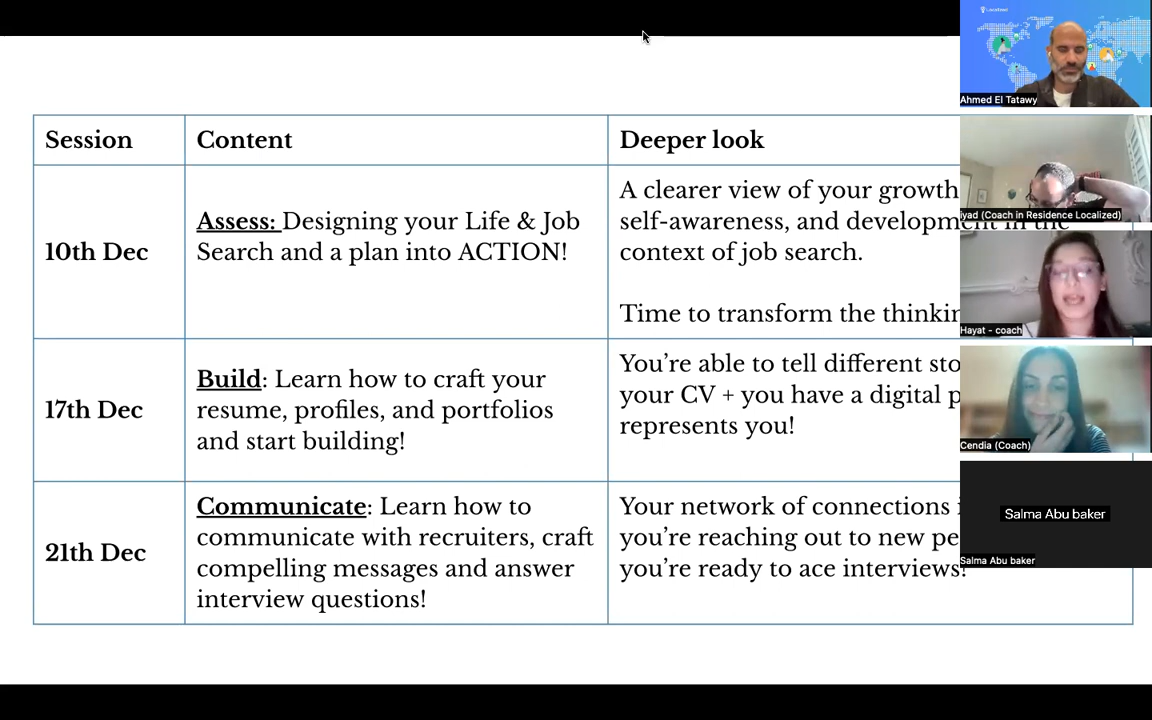 Session
Content
Deeper look
10th Dec
Assess: Designing your Life & Job
Search and a plan into ACTION!
A clearer view of your growth
self-awareness, and development in the
context of job search.
Time to transform the
17th Dec
Build: Learn how to craft your
resume, profiles, and portfolios
and start building!
You’re able to tell different
your CV + you have a digital
represents you!
21th Dec
Communicate: Learn how to
communicate with recruiters, craft
compelling messages and answer
interview questions!
Your network of connections
you’re reaching out to new
you’re ready to ace interviews!
Localized
Ahmed El Tatawy
iyad (Coach in Residence Localized)
Hayat - coach
Cendia (Coach)
Salma Abu baker
Salma Abu baker